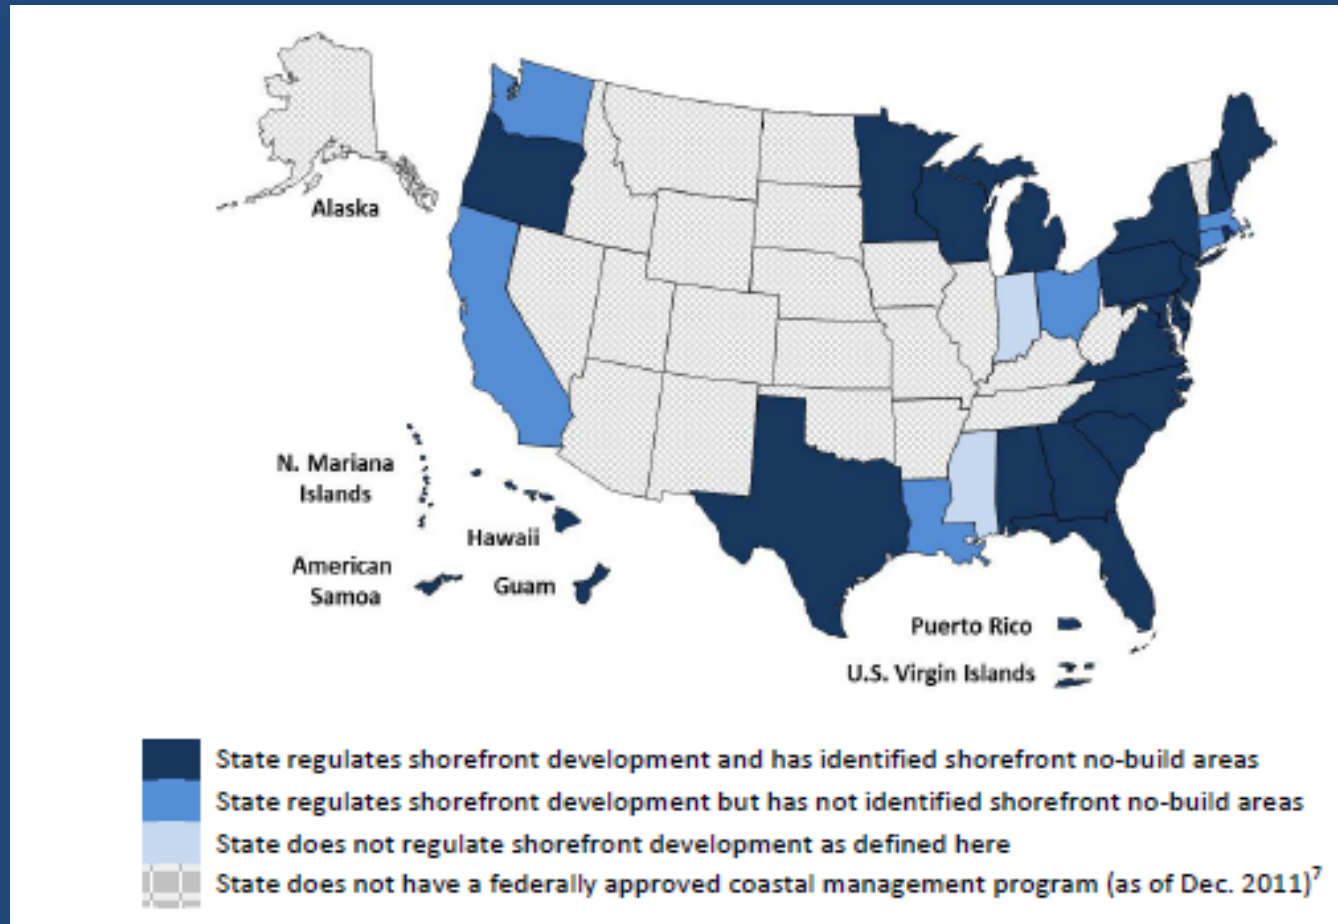 Alaska
N. Mariana
Islands
Hawaii
American
Samoa
Guam
Puerto Rico
U.S. Virgin Islands
State regulates shorefront development and has identified shorefront no-build areas
State regulates shorefront development but has not identified shorefront no-build areas
State does not regulate shorefront development as defined here
State does not have a federally approved coastal management program (as of Dec. 2011)⁷